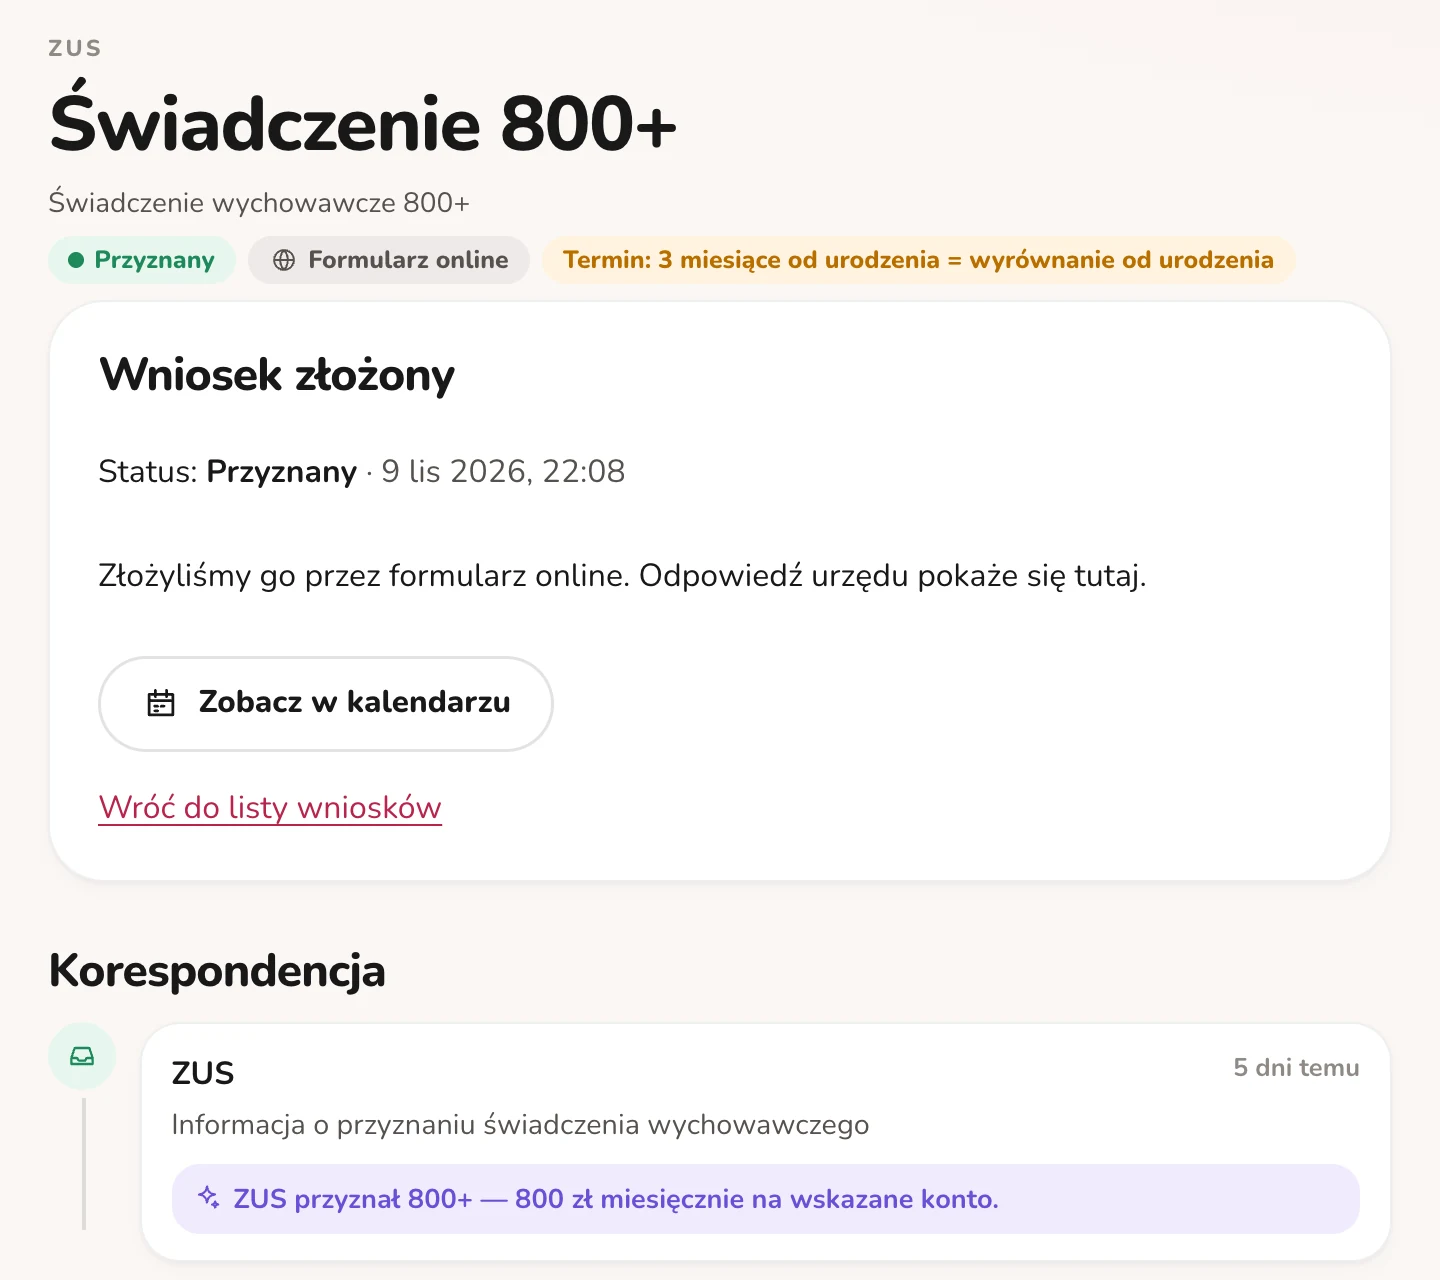 ZUS
Świadczenie 800+
Świadczenie wychowawcze 800+
Przyznany
Formularz online
Termin: 3 miesiące od urodzenia = wyrównanie od urodzenia
Wniosek złożony
Status: Przyznany · 9 lis 2026, 22:08
Złożyliśmy go przez formularz online. Odpowiedź urzędu pokaże się tutaj.
Zobacz w kalendarzu
Wróć do listy wniosków
Korespondencja
ZUS
5 dni temu
Informacja o przyznaniu świadczenia wychowawczego
ZUS przyznał 800+ — 800 zł miesięcznie na wskazane konto.